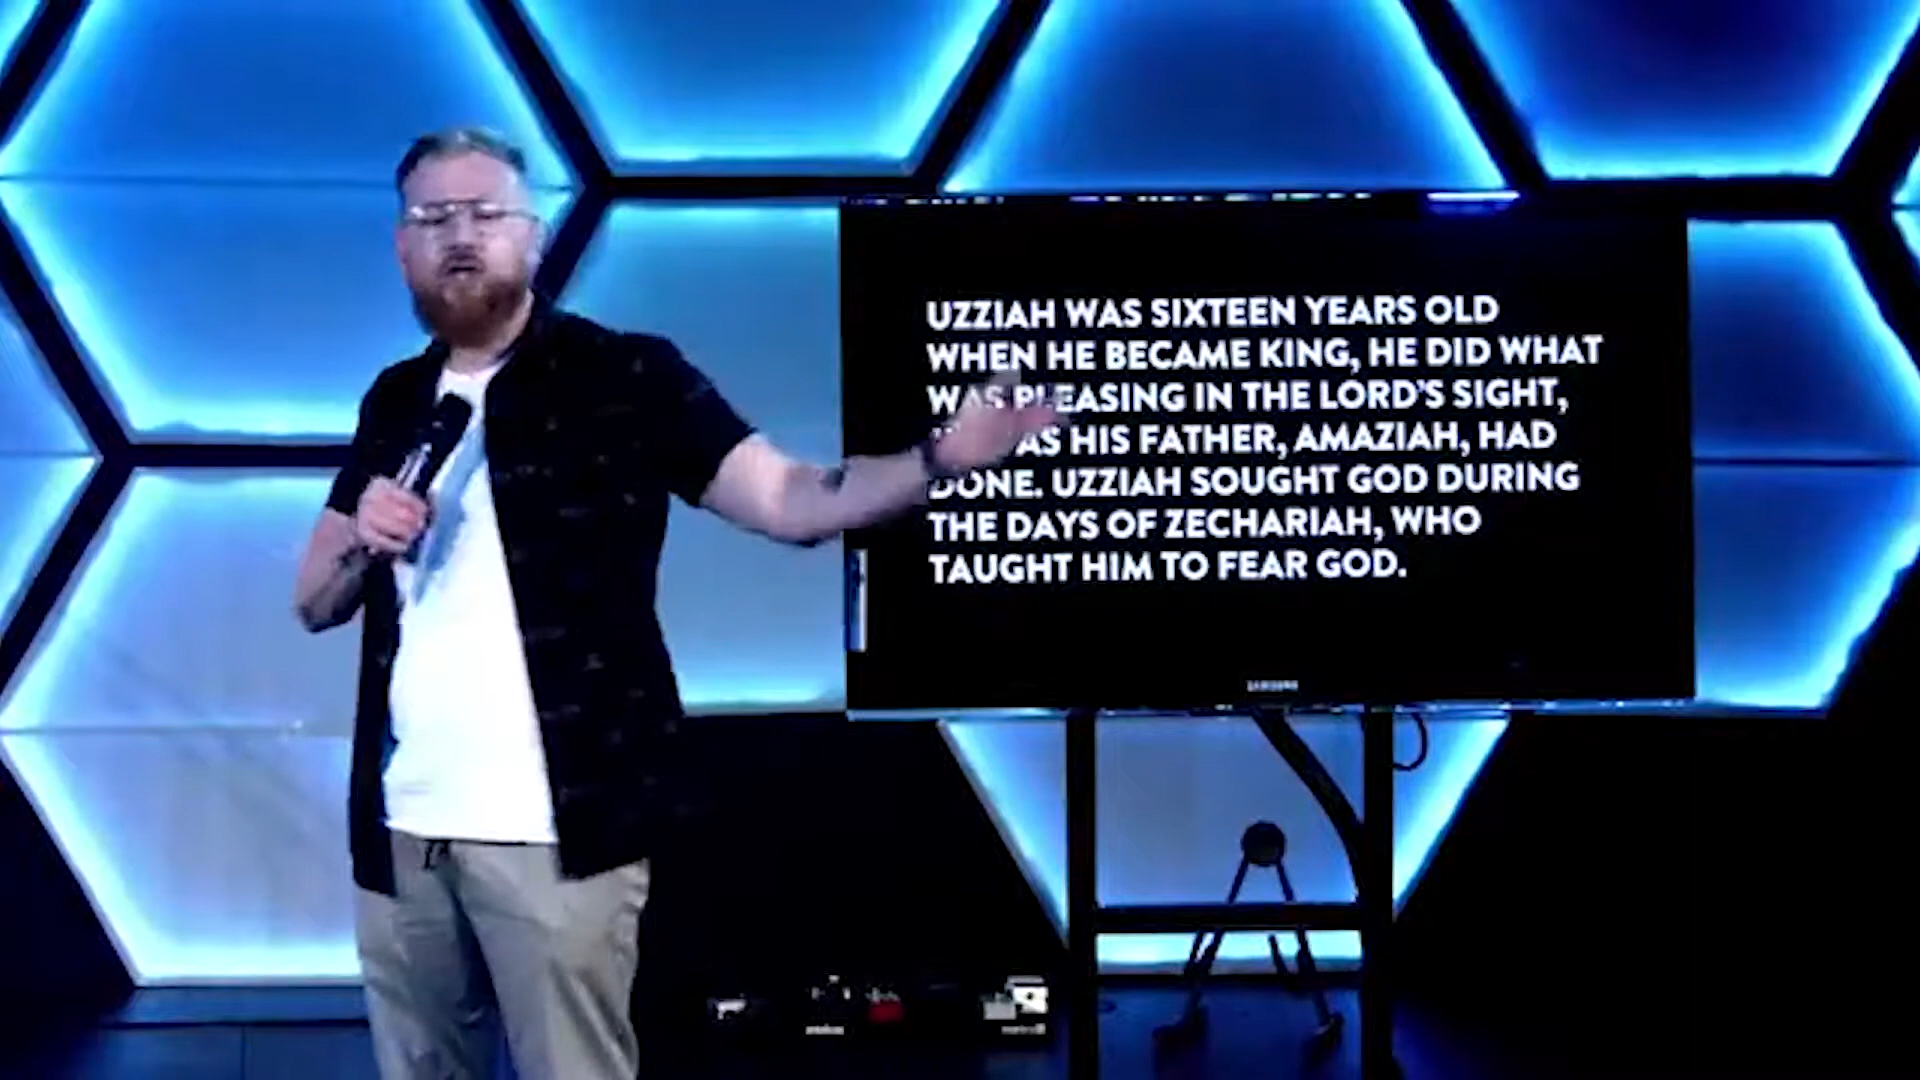 UZZIAH WAS SIXTEEN YEARS OLD
WHEN HE BECAME KING, HE DID WHAT
WAS PLEASING IN THE LORD'S SIGHT,
AS HIS FATHER, AMAZIAH, HAD
DONE. UZZIAH SOUGHT GOD DURING
THE DAYS OF ZECHARIAH, WHO
TAUGHT HIM TO FEAR GOD.
SAMSUNG